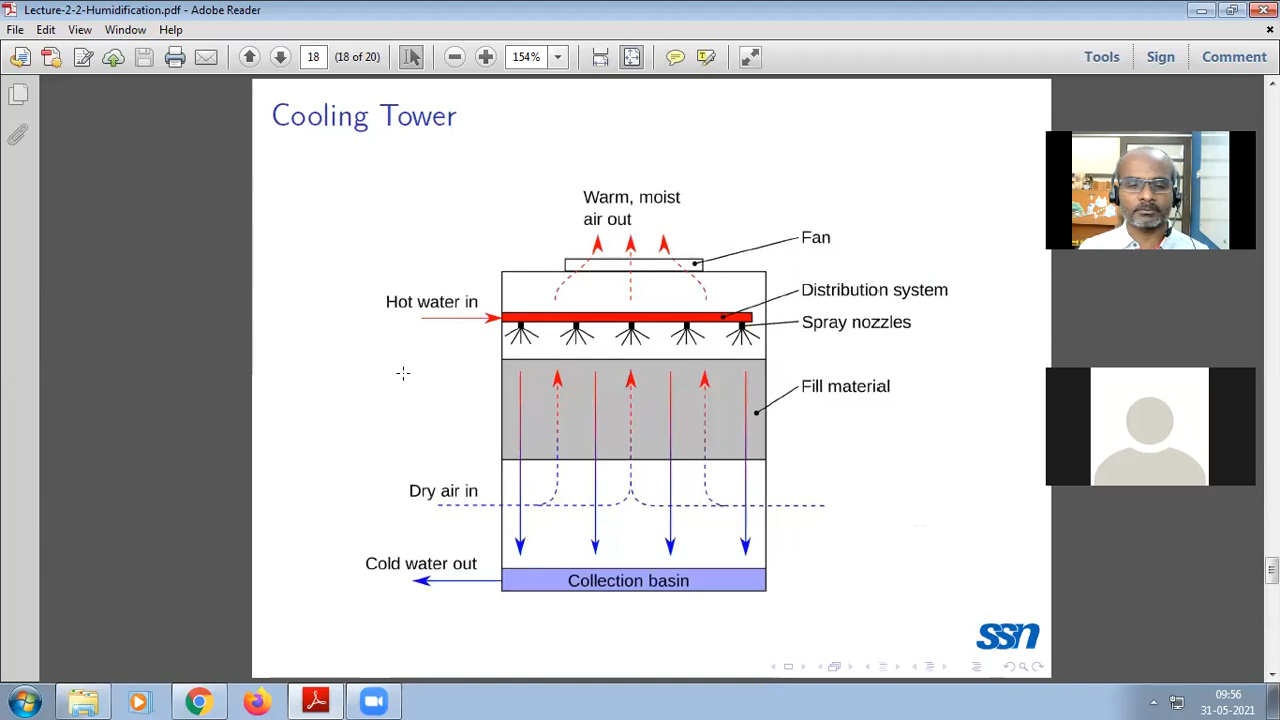 Lecture-2-2-Humidification.pdf - Adobe Reader
File Edit View Window Help
18 (18 of 20) 154% Tools Sign Comment
Cooling Tower
Warm, moist
air out
Fan
Hot water in
Distribution system
Spray nozzles
Fill material
Dry air in
Cold water out
Collection basin
ssn
09:56
31-05-2021